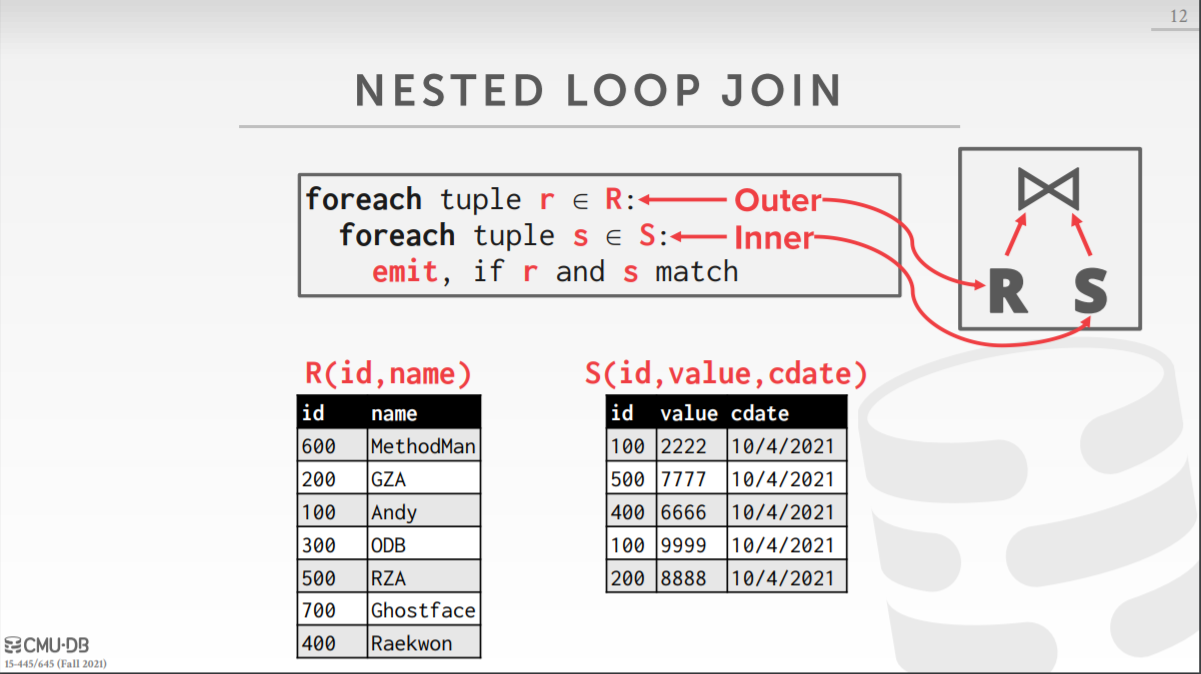 12
NESTED LOOP JOIN
foreach tuple r ∈ R: Outer
foreach tuple s ∈ S: Inner
emit, if r and s match
⋈
R S
R(id,name)
id name
600 MethodMan
200 GZA
100 Andy
300 ODB
500 RZA
700 Ghostface
400 Raekwon
S(id,value,cdate)
id value cdate
100 2222 10/4/2021
500 7777 10/4/2021
400 6666 10/4/2021
100 9999 10/4/2021
200 8888 10/4/2021
CMU·DB
15-445/645 (Fall 2021)